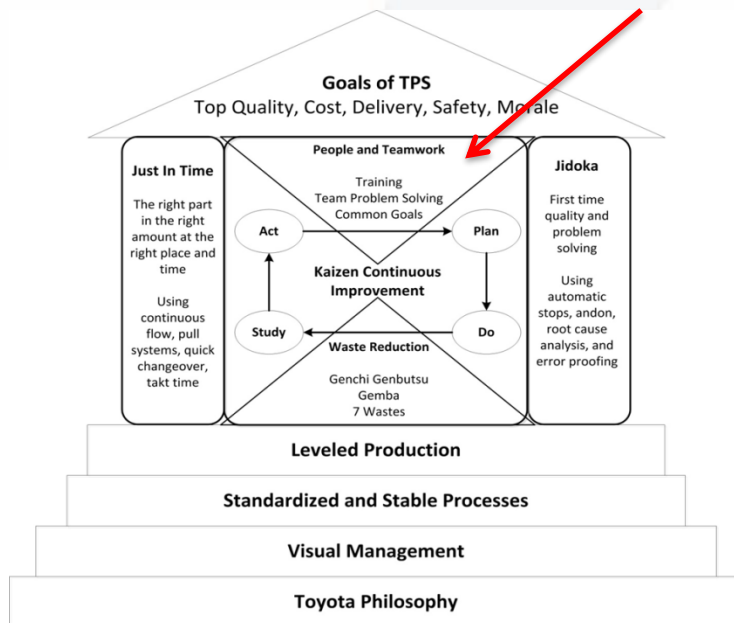 Goals of TPS
Top Quality, Cost, Delivery, Safety, Morale
Just In Time
The right part
in the right
amount at the
right place and
time
Using
continuous
flow, pull
systems, quick
changeover,
takt time
People and Teamwork
Training
Team Problem Solving
Common Goals
Act
Plan
Kaizen Continuous
Improvement
Study
Do
Waste Reduction
Genchi Genbutsu
Gemba
7 Wastes
Jidoka
First time
quality and
problem
solving
Using
automatic
stops, andon,
root cause
analysis, and
error proofing
Leveled Production
Standardized and Stable Processes
Visual Management
Toyota Philosophy